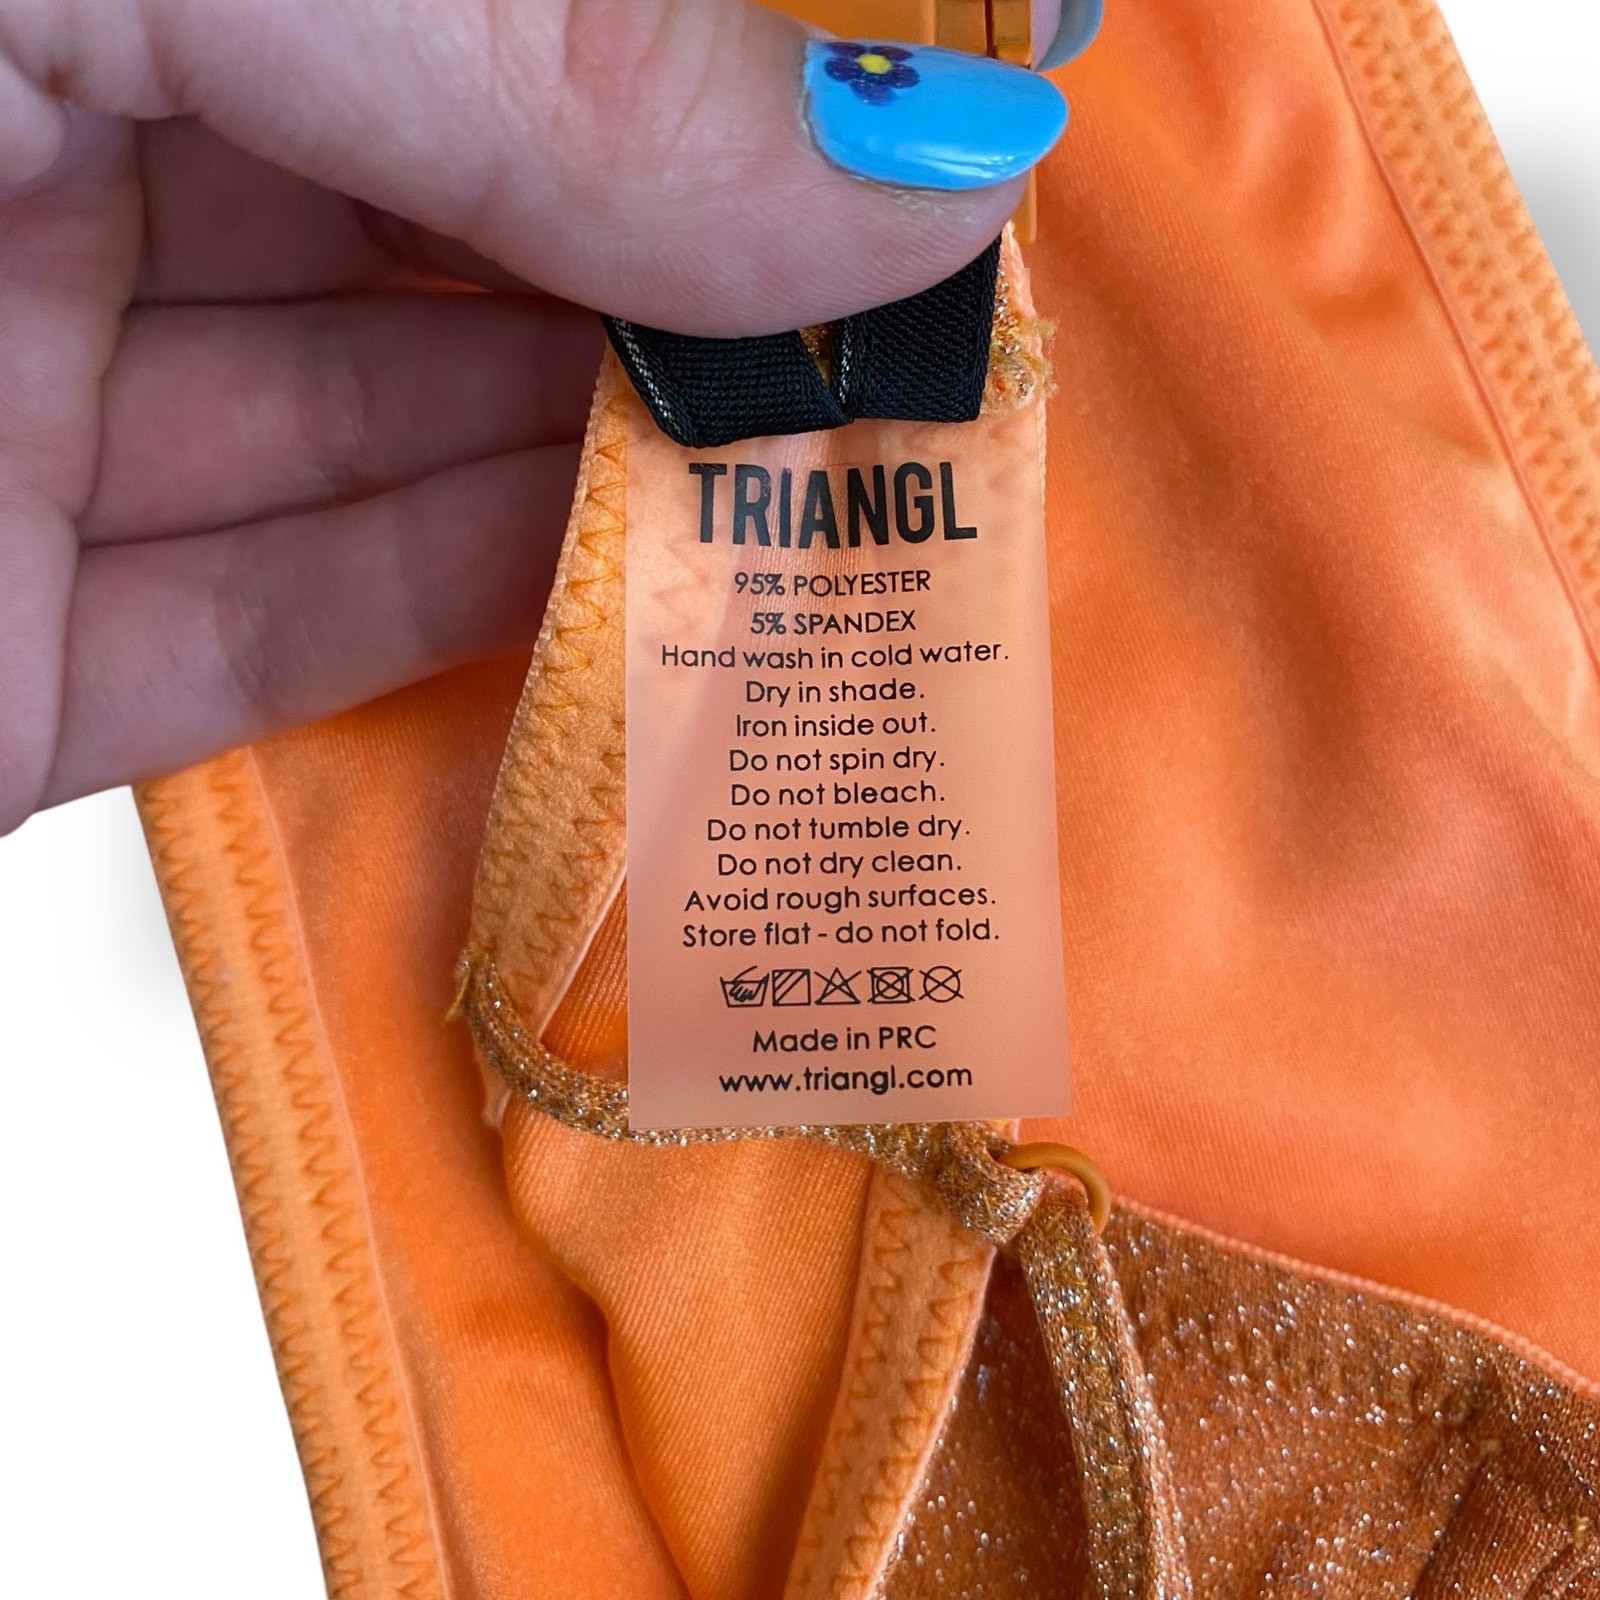 TRIANGL
95% POLYESTER
5% SPANDEX
Hand wash in cold water.
Dry in shade.
Iron inside out.
Do not spin dry.
Do not bleach.
Do not tumble dry.
Do not dry clean.
Avoid rough surfaces.
Store flat - do not fold.
Made in PRC
www.triangl.com